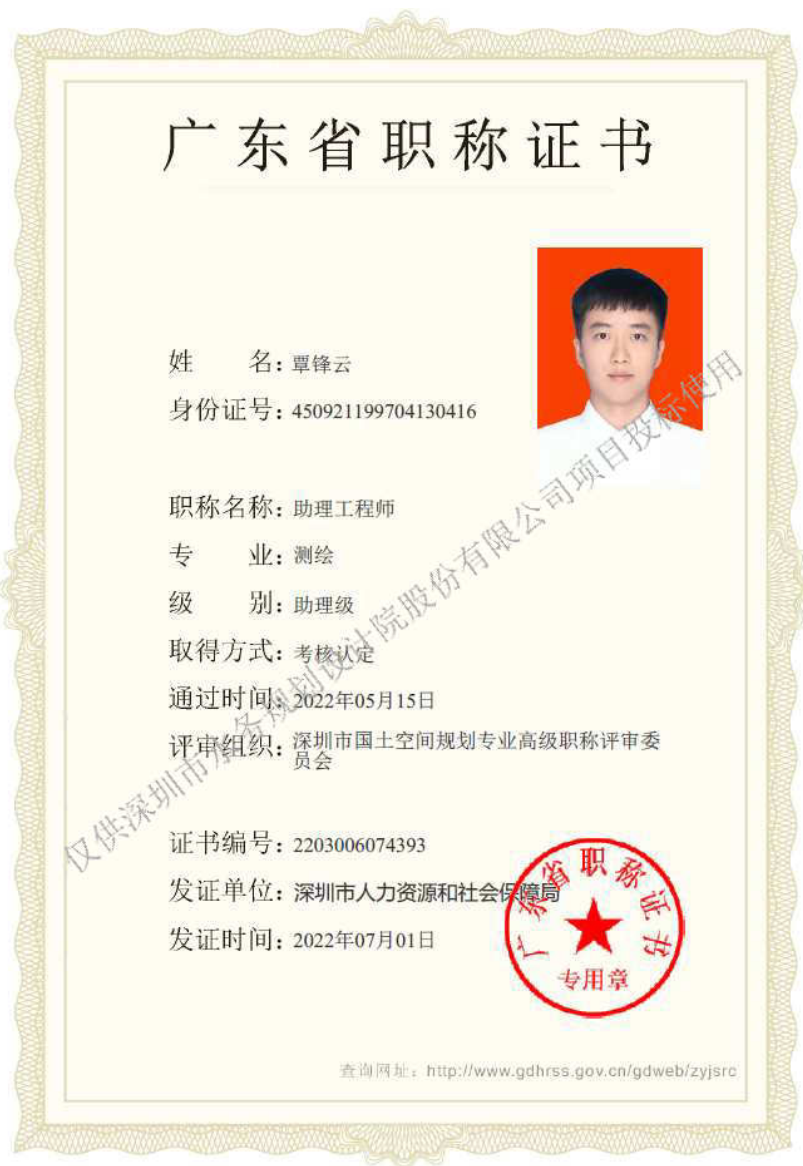 广东省职称证书
姓 名：覃锋云
身份证号：450921199704130416
职称名称：助理工程师
专 业：测绘
级 别：助理级
取得方式：考核认定
通过时间：2022年05月15日
评审组织：深圳市国土空间规划专业高级职称评审委
员会
证书编号：2203006074393
发证单位：深圳市人力资源和社会保障局
发证时间：2022年07月01日
广东省职称证书
专用章
查询网址：http://www.gdhrss.gov.cn/gdweb/zyjsrc
仅供深圳市水务规划设计院股份有限公司项目投标使用